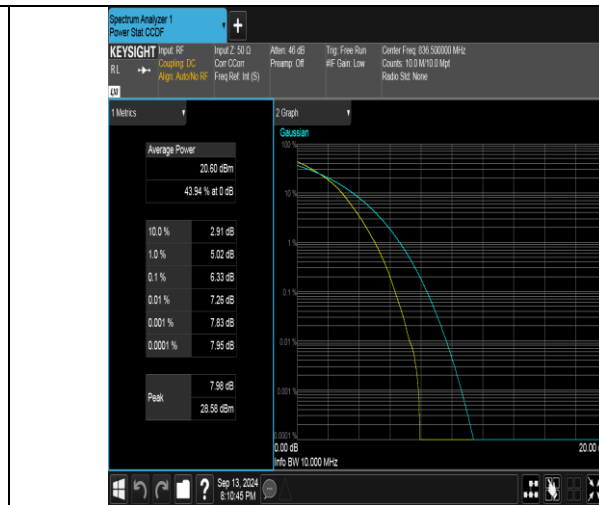 Spectrum Analyzer 1
Power Stat CCDF
+
KEYSIGHT
Input: RF
Input Z: 50 Ω
Atten: 46 dB
Trig: Free Run
Center Freq: 836.500000 MHz
RL
Coupling: DC
Corr CCorr
Preamp: Off
#IF Gain: Low
Counts: 10.0 M/10.0 Mpt
Align: Auto/No RF
Freq Ref: Int (S)
Radio Std: None
LXI
1 Metrics
2 Graph
Gaussian
Average Power
20.60 dBm
43.94 % at 0 dB
10.0 % 2.91 dB
1.0 % 5.02 dB
0.1 % 6.33 dB
0.01 % 7.26 dB
0.001 % 7.83 dB
0.0001 % 7.95 dB
Peak
7.98 dB
28.58 dBm
100 %
10 %
1 %
0.1 %
0.01 %
0.001 %
0.0001 %
0.00 dB
20.00
Info BW 10.000 MHz
?
Sep 13, 2024
8:10:45 PM